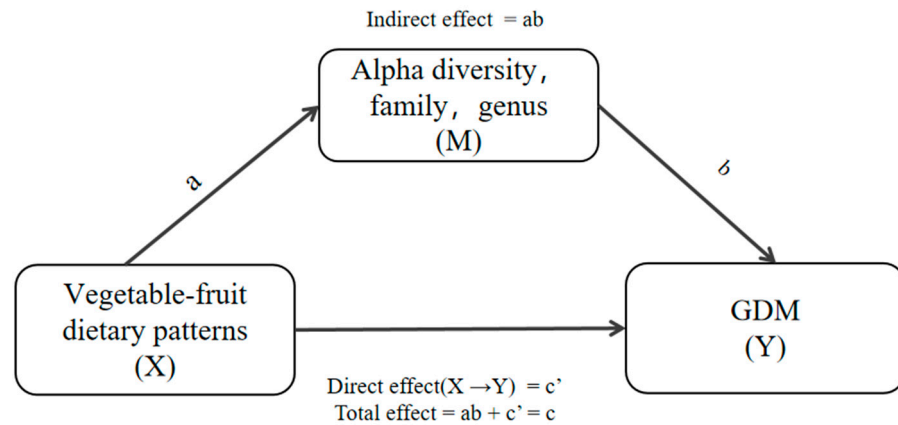 Indirect effect = ab
Alpha diversity，
family，genus
(M)
a
b
Vegetable-fruit
dietary patterns
(X)
GDM
(Y)
Direct effect(X →Y) = c’
Total effect = ab + c’ = c